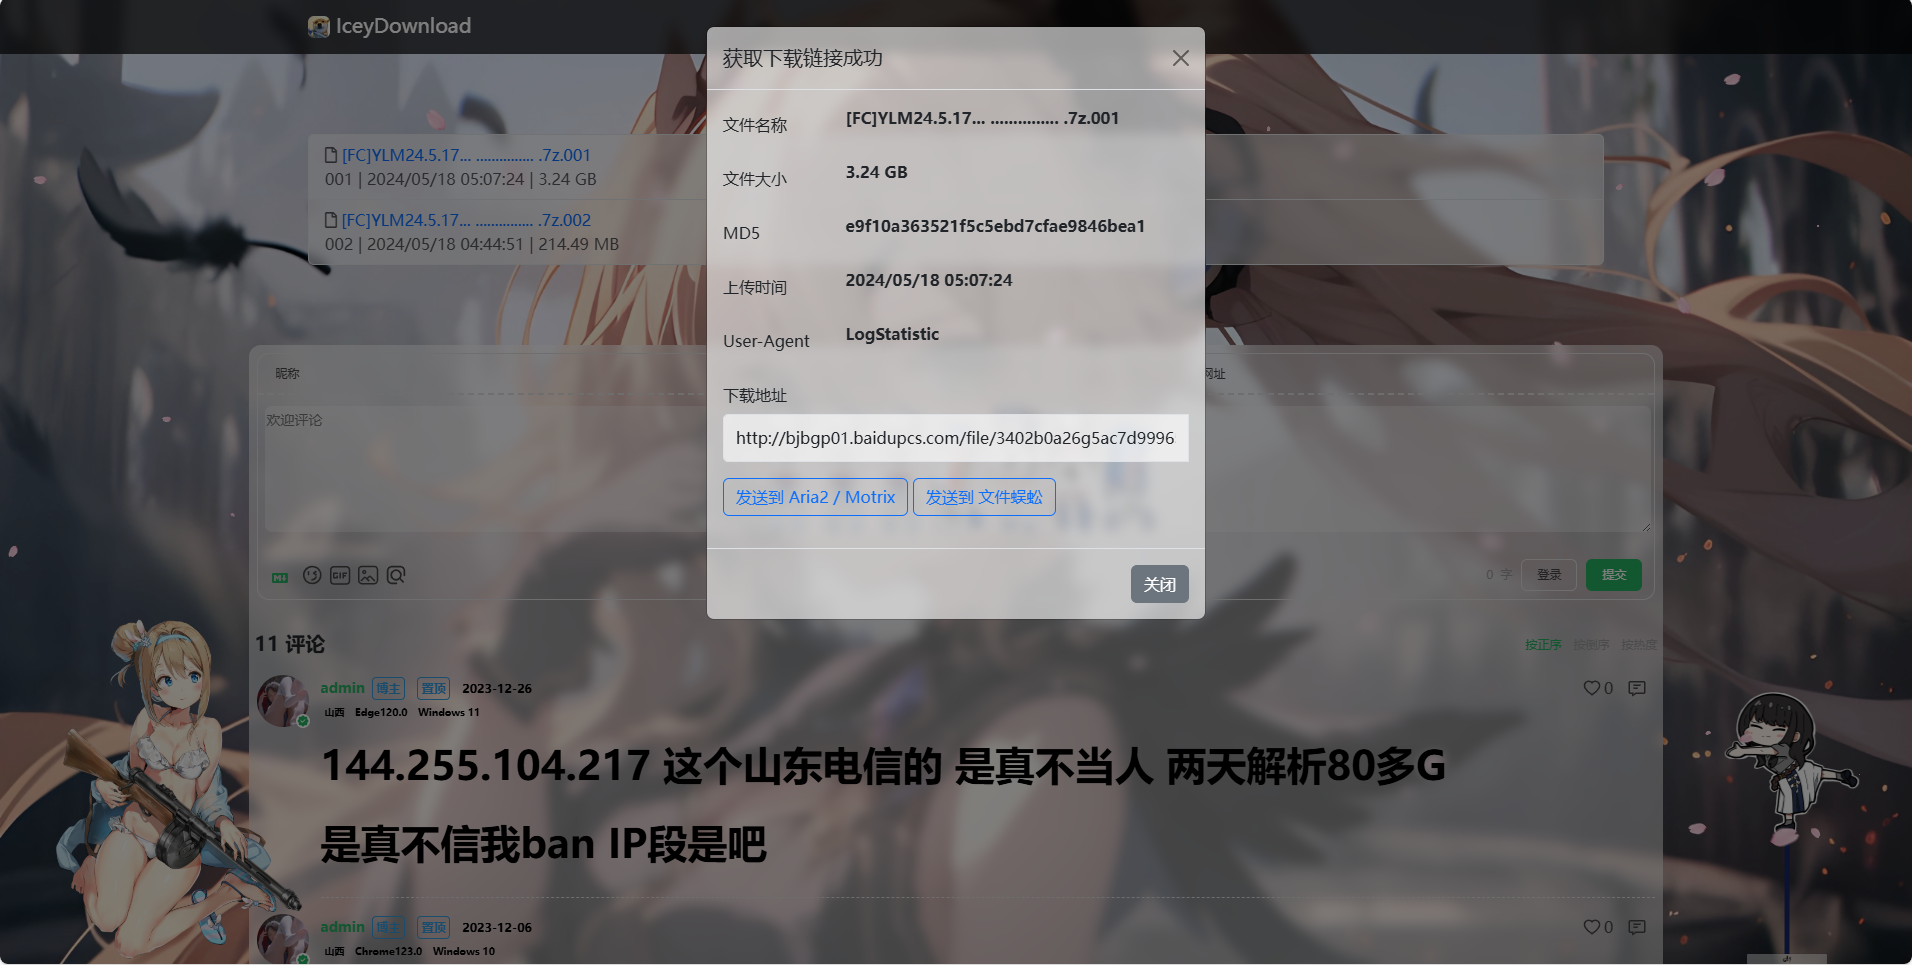 IceyDownload
[FC]YLM24.5.17... ............... .7z.001
001 | 2024/05/18 05:07:24 | 3.24 GB
[FC]YLM24.5.17... ............... .7z.002
002 | 2024/05/18 04:44:51 | 214.49 MB
获取下载链接成功
文件名称
[FC]YLM24.5.17... ............... .7z.001
文件大小
3.24 GB
MD5
e9f10a363521f5c5ebd7cfae9846bea1
上传时间
2024/05/18 05:07:24
User-Agent
LogStatistic
下载地址
http://bjbgp01.baidupcs.com/file/3402b0a26g5ac7d9996
发送到 Aria2 / Motrix
发送到 文件蜈蚣
关闭
昵称
网址
欢迎评论
M↓
GIF
0 字
登录
提交
11 评论
按正序
按倒序
按热度
admin 博主 置顶 2023-12-26
0
山西 Edge120.0 Windows 11
144.255.104.217 这个山东电信的 是真不当人 两天解析80多G
是真不信我ban IP段是吧
admin 博主 置顶 2023-12-06
0
山西 Chrome123.0 Windows 10